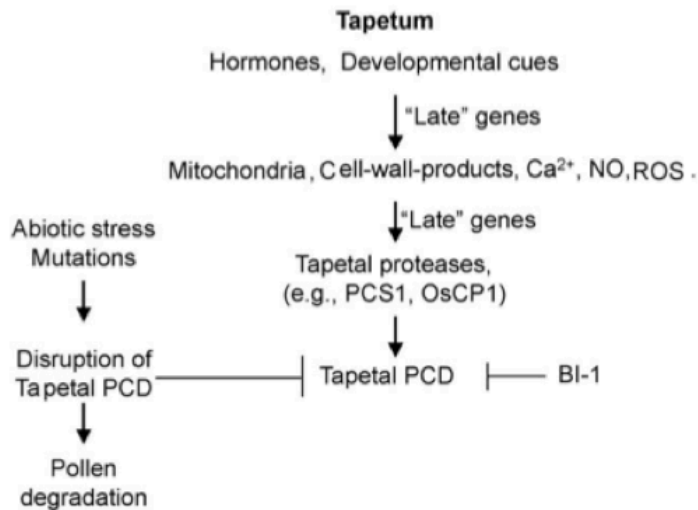 Tapetum
Hormones, Developmental cues
"Late" genes
Mitochondria, Cell-wall-products, Ca²⁺, NO, ROS .
"Late" genes
Abiotic stress
Mutations
Tapetal proteases,
(e.g., PCS1, OsCP1)
Disruption of
Tapetal PCD
Tapetal PCD
BI-1
Pollen
degradation